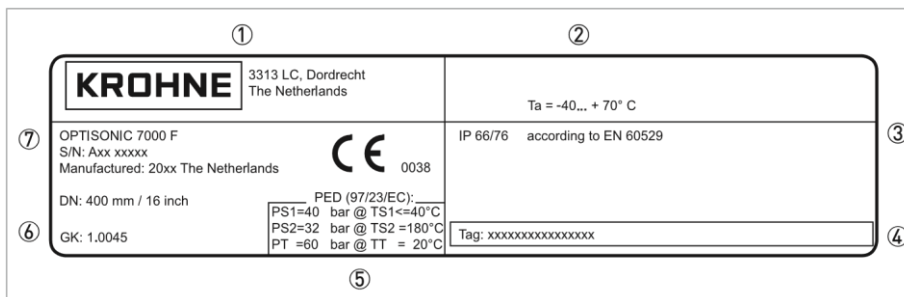 ① ②
KROHNE
3313 LC, Dordrecht
The Netherlands
Ta = -40... + 70° C
⑦
OPTISONIC 7000 F
S/N: Axx xxxxx
Manufactured: 20xx The Netherlands
CE 0038
IP 66/76 according to EN 60529
③
DN: 400 mm / 16 inch
PED (97/23/EC):
PS1=40 bar @ TS1<=40°C
PS2=32 bar @ TS2 =180°C
PT =60 bar @ TT = 20°C
⑥
GK: 1.0045
Tag: xxxxxxxxxxxxxxxx
④
⑤